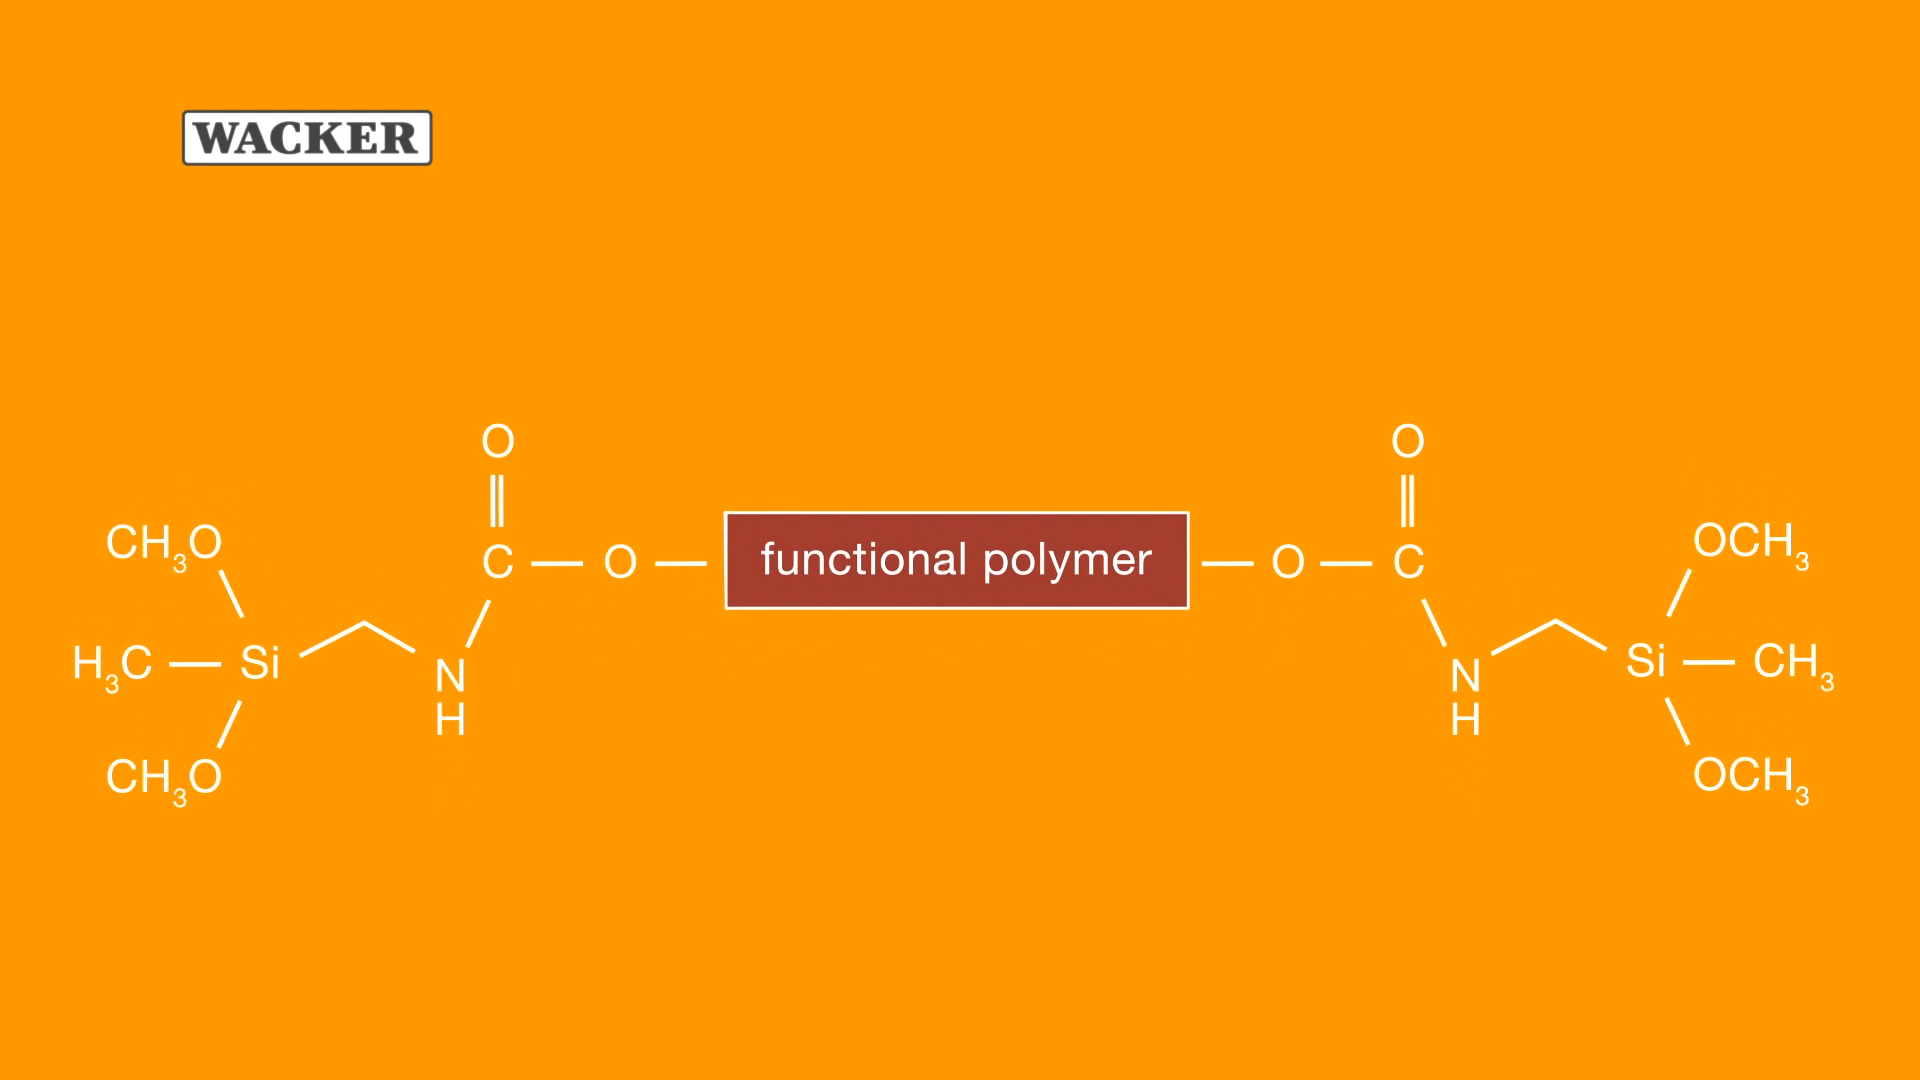 WACKER
O
O
CH₃O
C
O
functional polymer
O
C
OCH₃
H₃C
Si
N
H
N
H
Si
CH₃
CH₃O
OCH₃